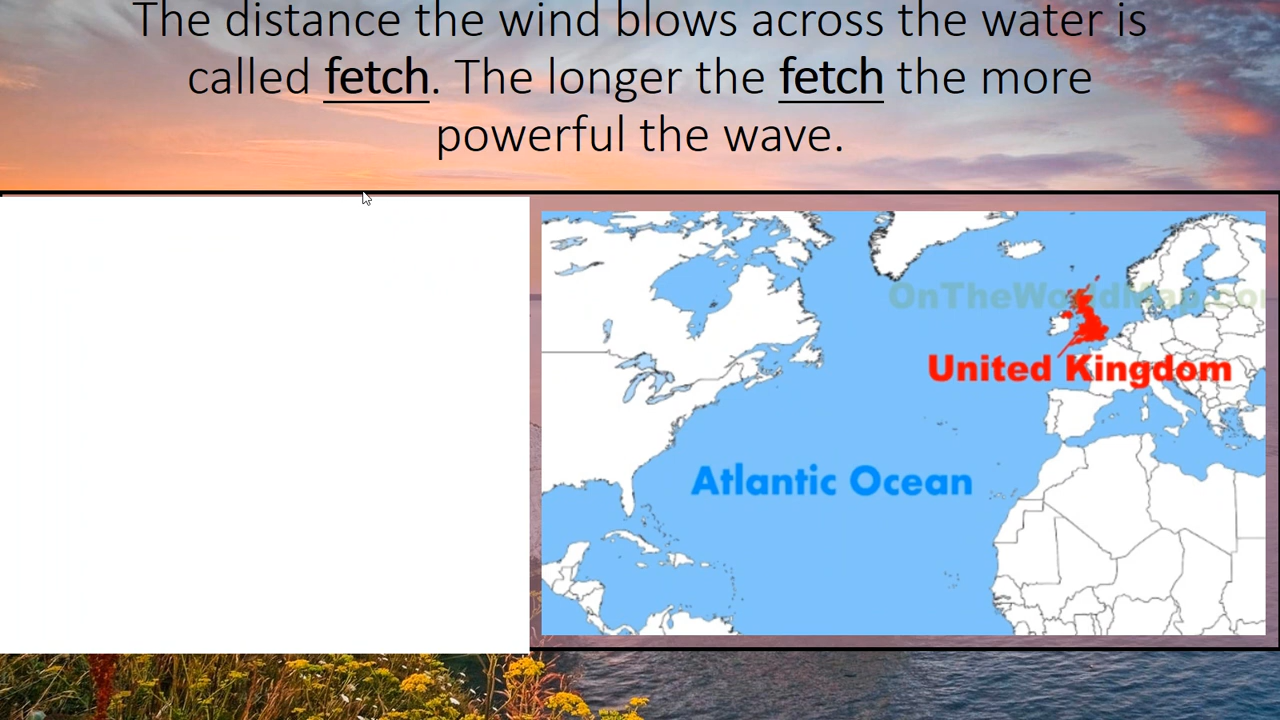 The distance the wind blows across the water is
called fetch. The longer the fetch the more
powerful the wave.
OnTheWorldMap.com
United Kingdom
Atlantic Ocean